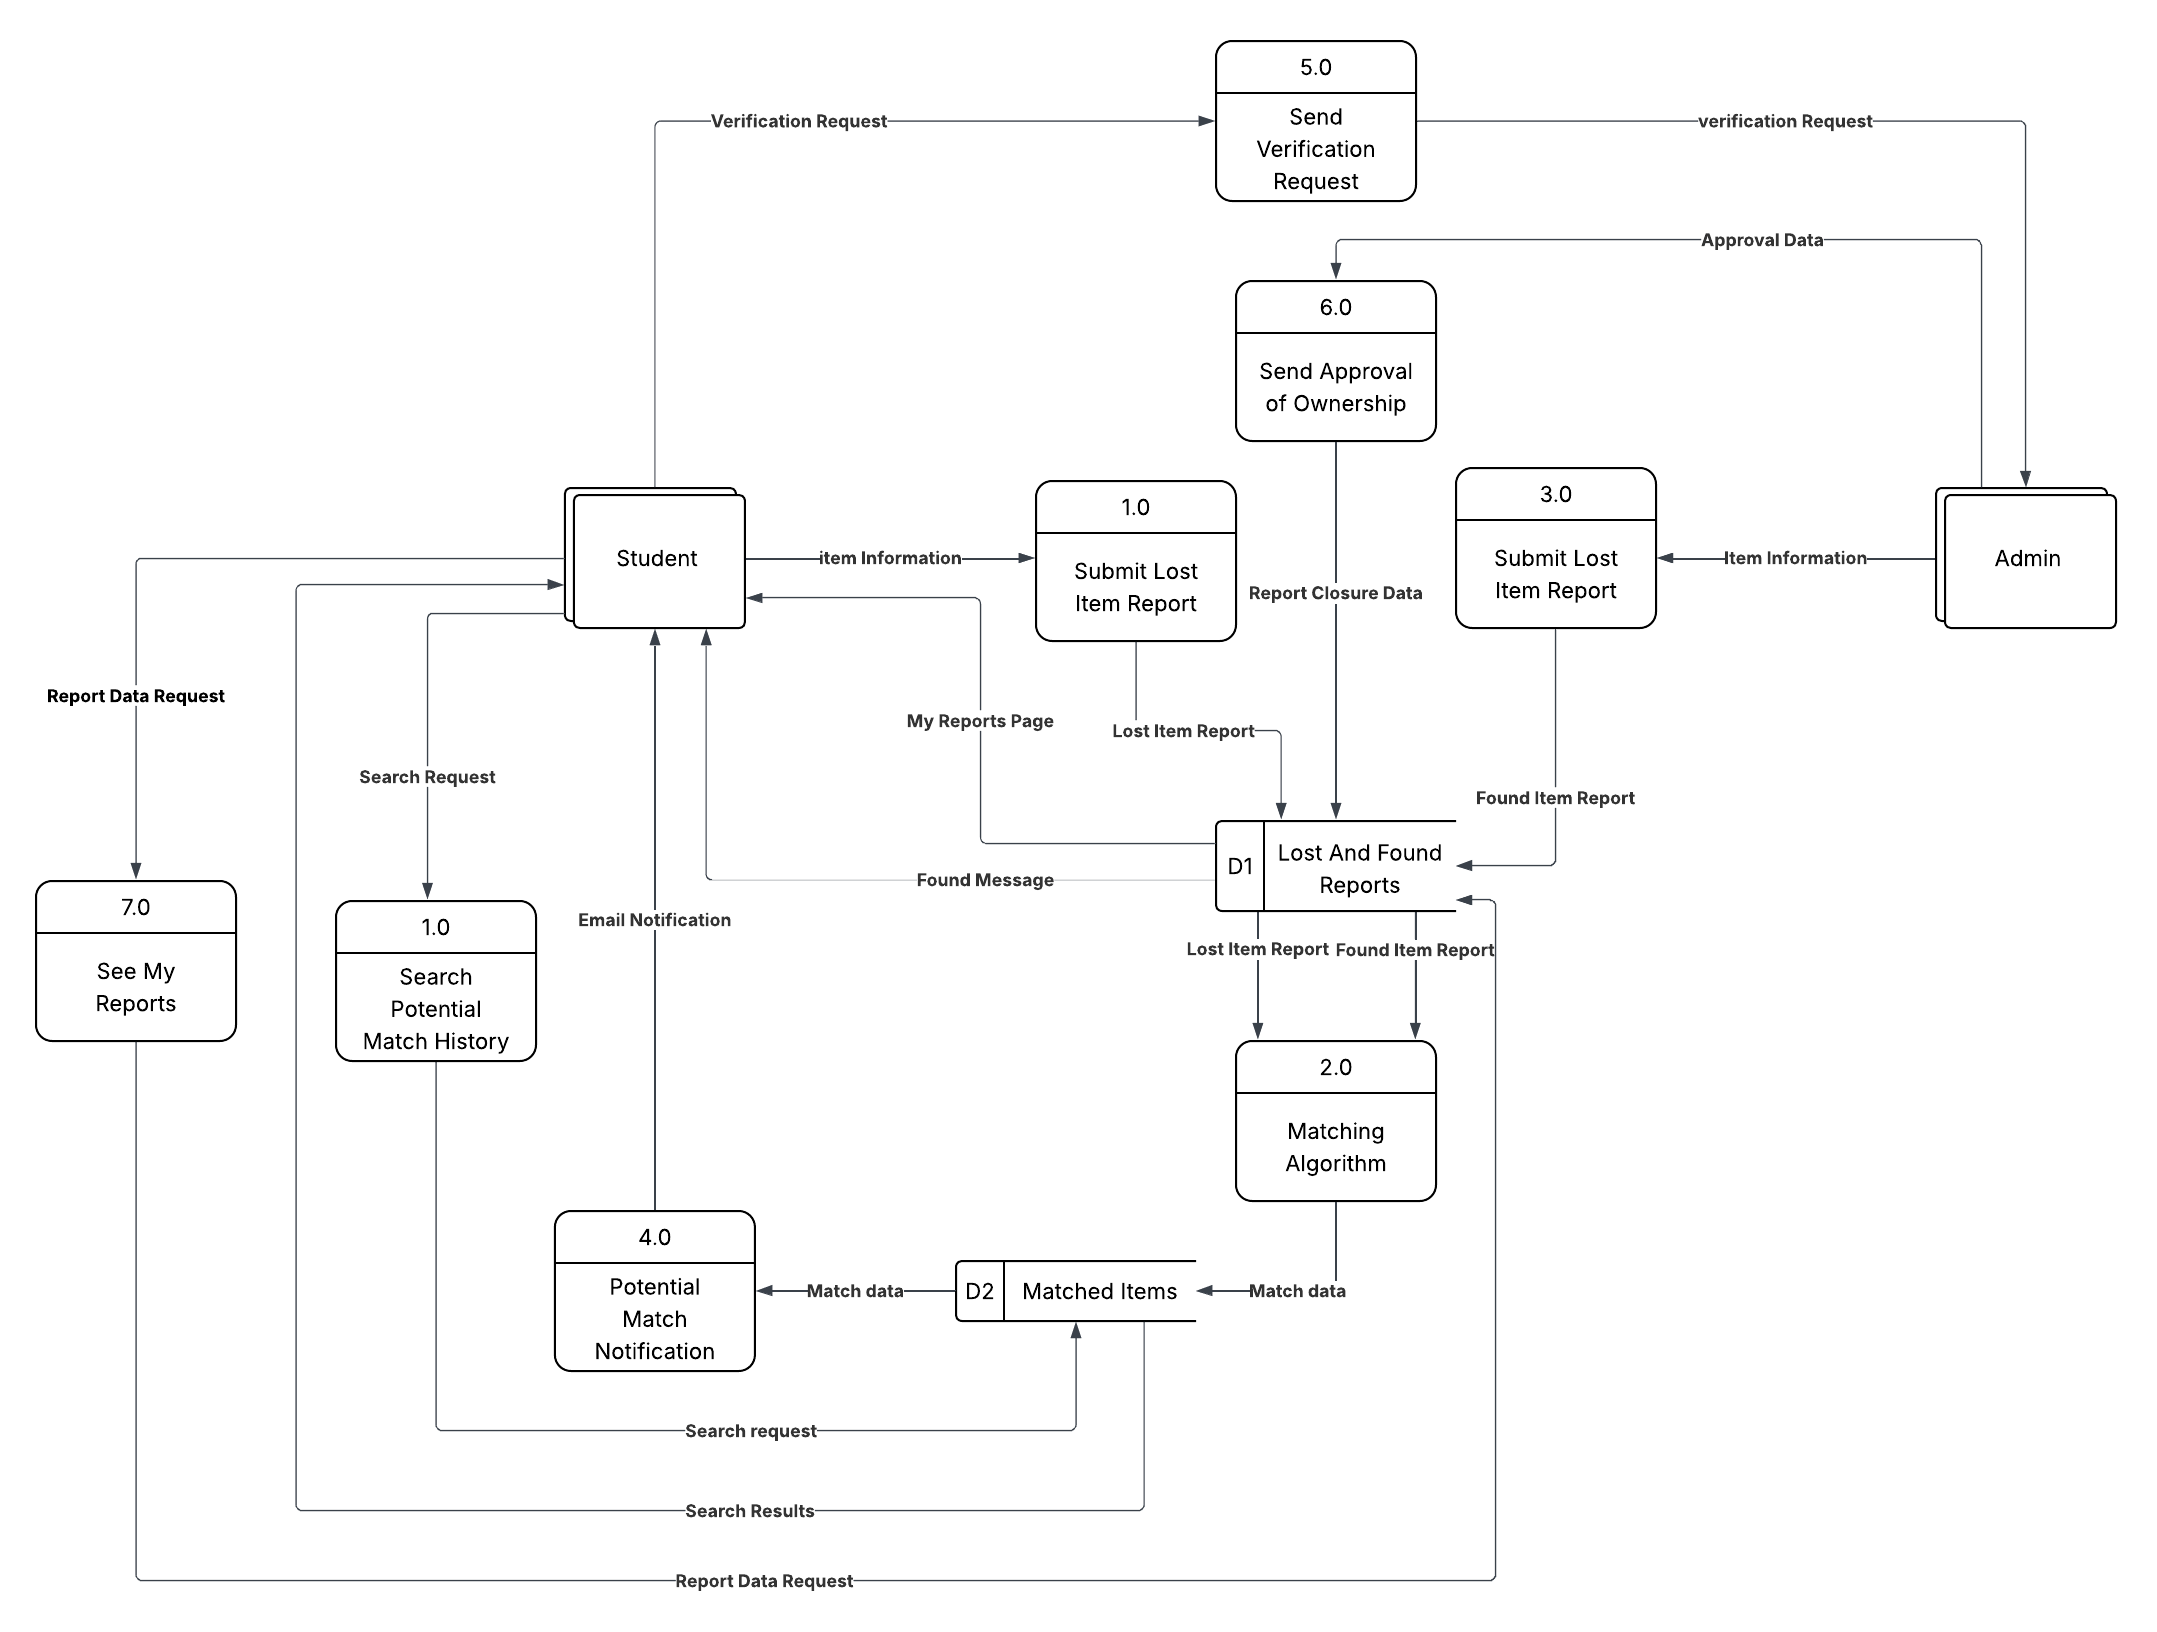 5.0
Send
Verification
Request
Verification Request
verification Request
Approval Data
6.0
Send Approval
of Ownership
Student
item Information
1.0
Submit Lost
Item Report
Report Closure Data
3.0
Submit Lost
Item Report
Item Information
Admin
Report Data Request
My Reports Page
Lost Item Report
Search Request
Found Item Report
D1
Lost And Found
Reports
Found Message
Email Notification
7.0
See My
Reports
1.0
Search
Potential
Match History
Lost Item Report
Found Item Report
2.0
Matching
Algorithm
4.0
Potential
Match
Notification
Match data
D2
Matched Items
Match data
Search request
Search Results
Report Data Request